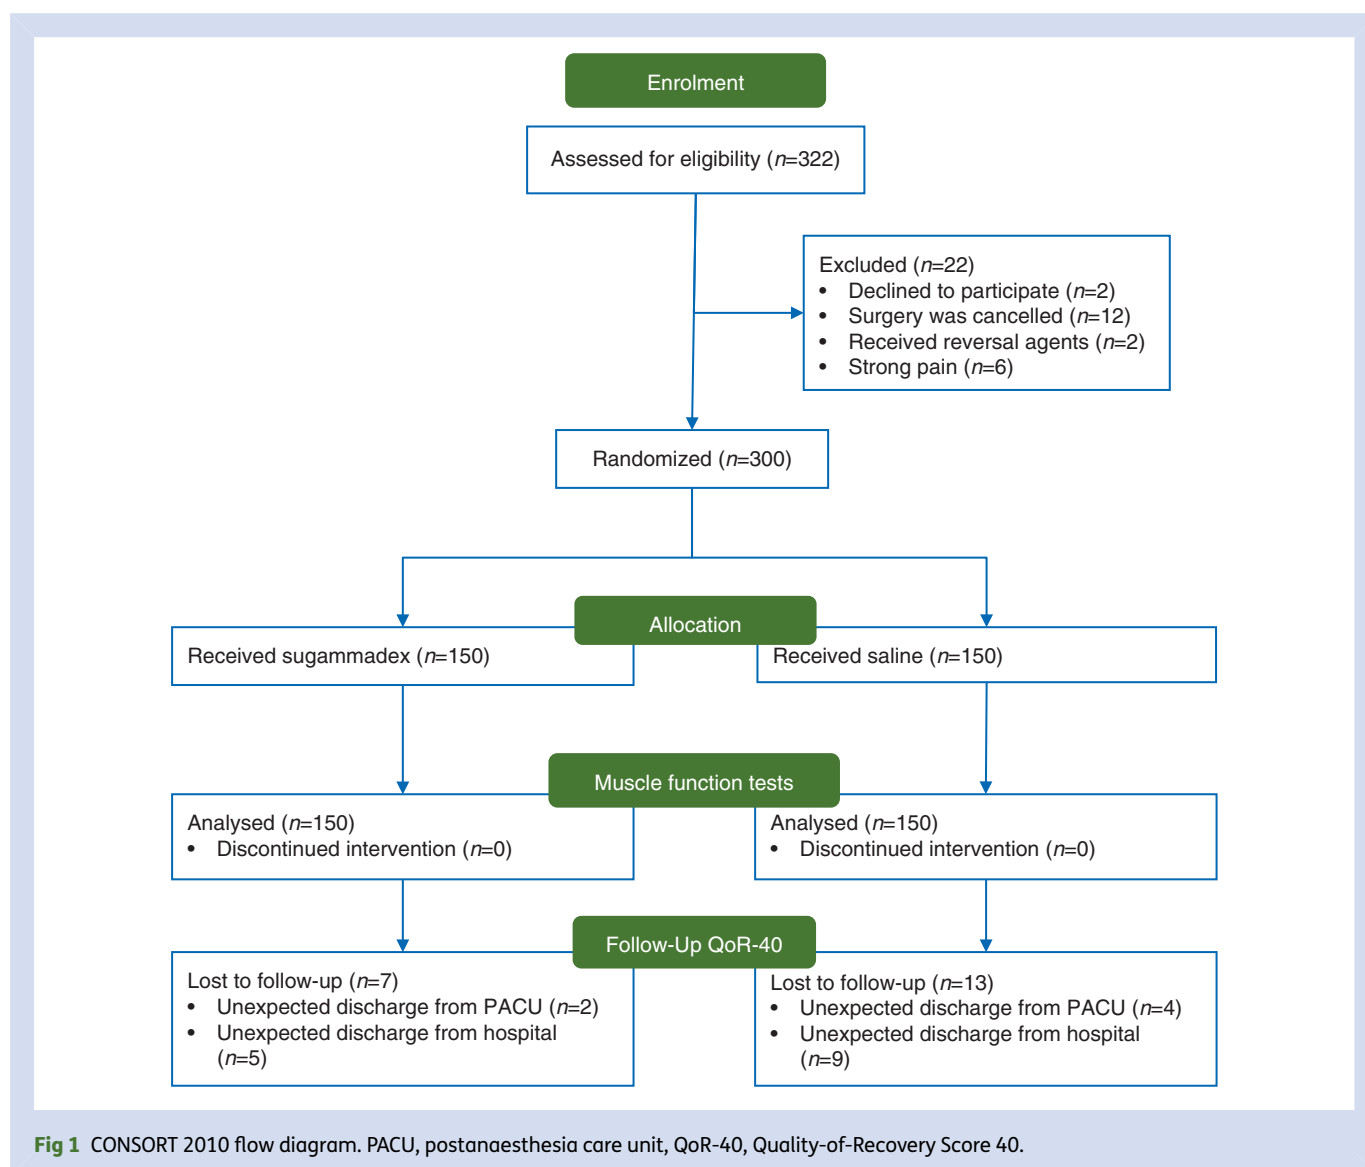 Enrolment
Assessed for eligibility (n=322)
Excluded (n=22)
• Declined to participate (n=2)
• Surgery was cancelled (n=12)
• Received reversal agents (n=2)
• Strong pain (n=6)
Randomized (n=300)
Allocation
Received sugammadex (n=150)
Received saline (n=150)
Muscle function tests
Analysed (n=150)
• Discontinued intervention (n=0)
Analysed (n=150)
• Discontinued intervention (n=0)
Follow-Up QoR-40
Lost to follow-up (n=7)
• Unexpected discharge from PACU (n=2)
• Unexpected discharge from hospital
(n=5)
Lost to follow-up (n=13)
• Unexpected discharge from PACU (n=4)
• Unexpected discharge from hospital
(n=9)
Fig 1 CONSORT 2010 flow diagram. PACU, postanaesthesia care unit, QoR-40, Quality-of-Recovery Score 40.